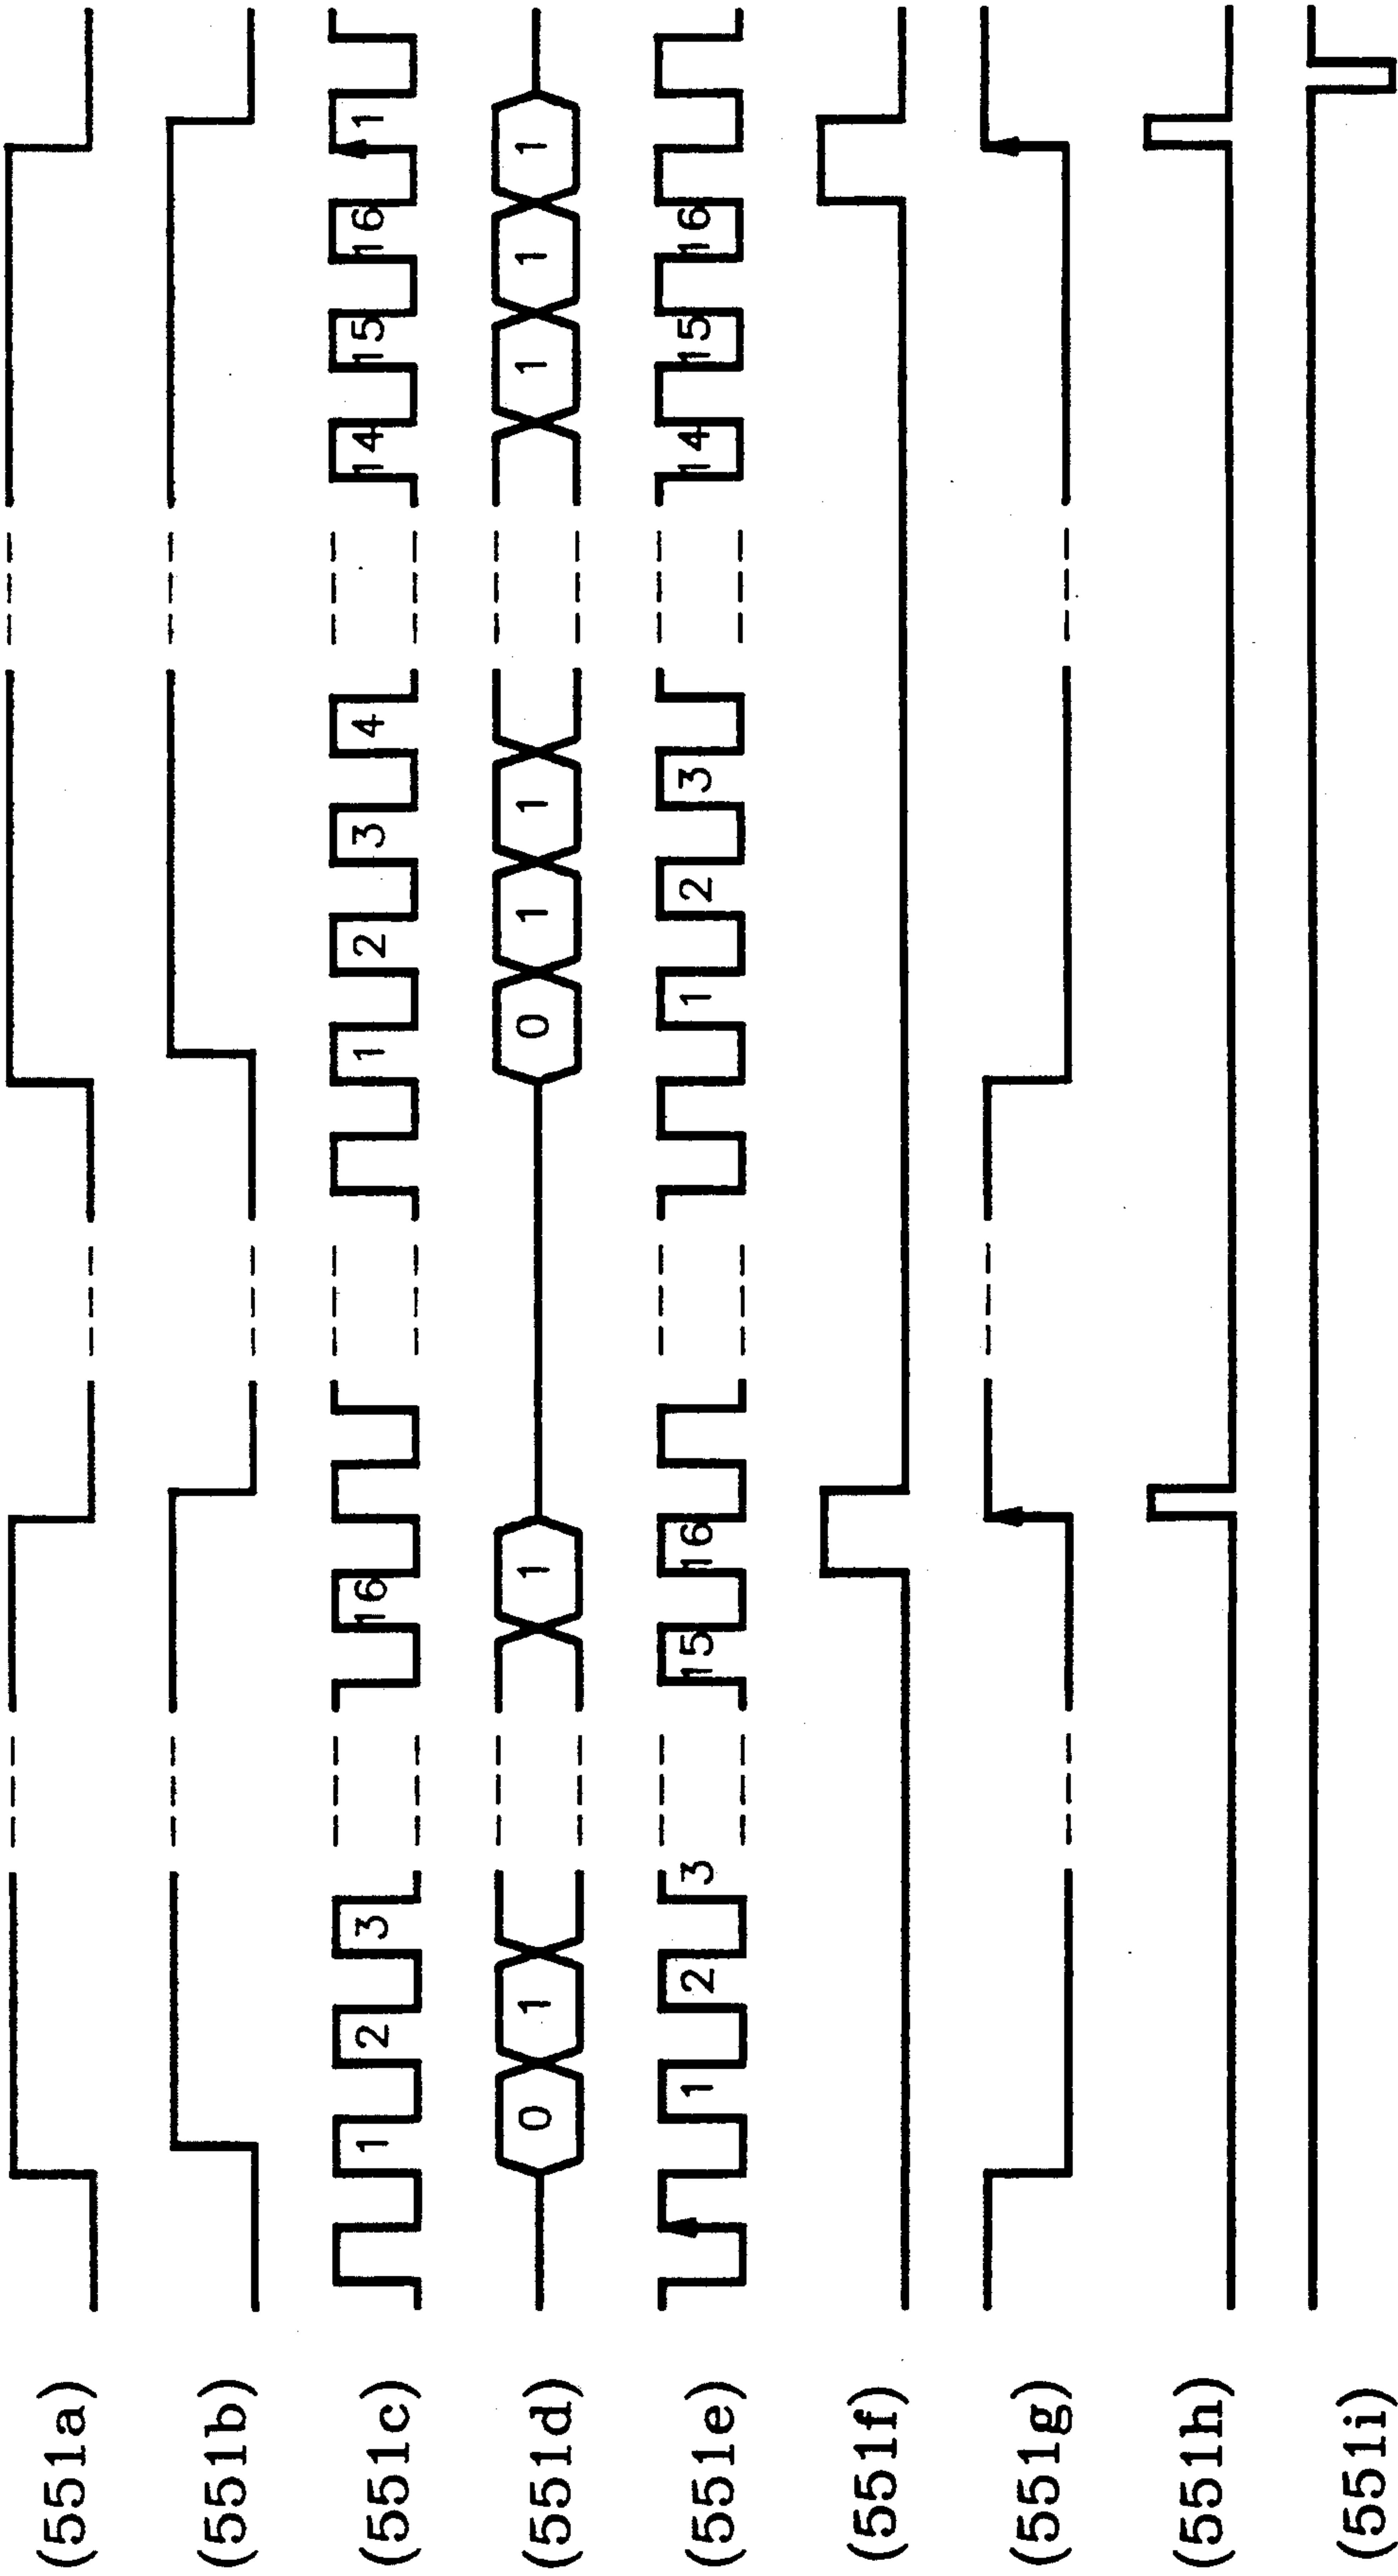 (551a)
(551b)
(551c) 1 2 3 16 1 2 3 4 14 15 16 1
(551d) 0 1 1 0 1 1 1 1 1
(551e) 1 2 3 15 16 1 2 3 14 15 16
(551f)
(551g)
(551h)
(551i)